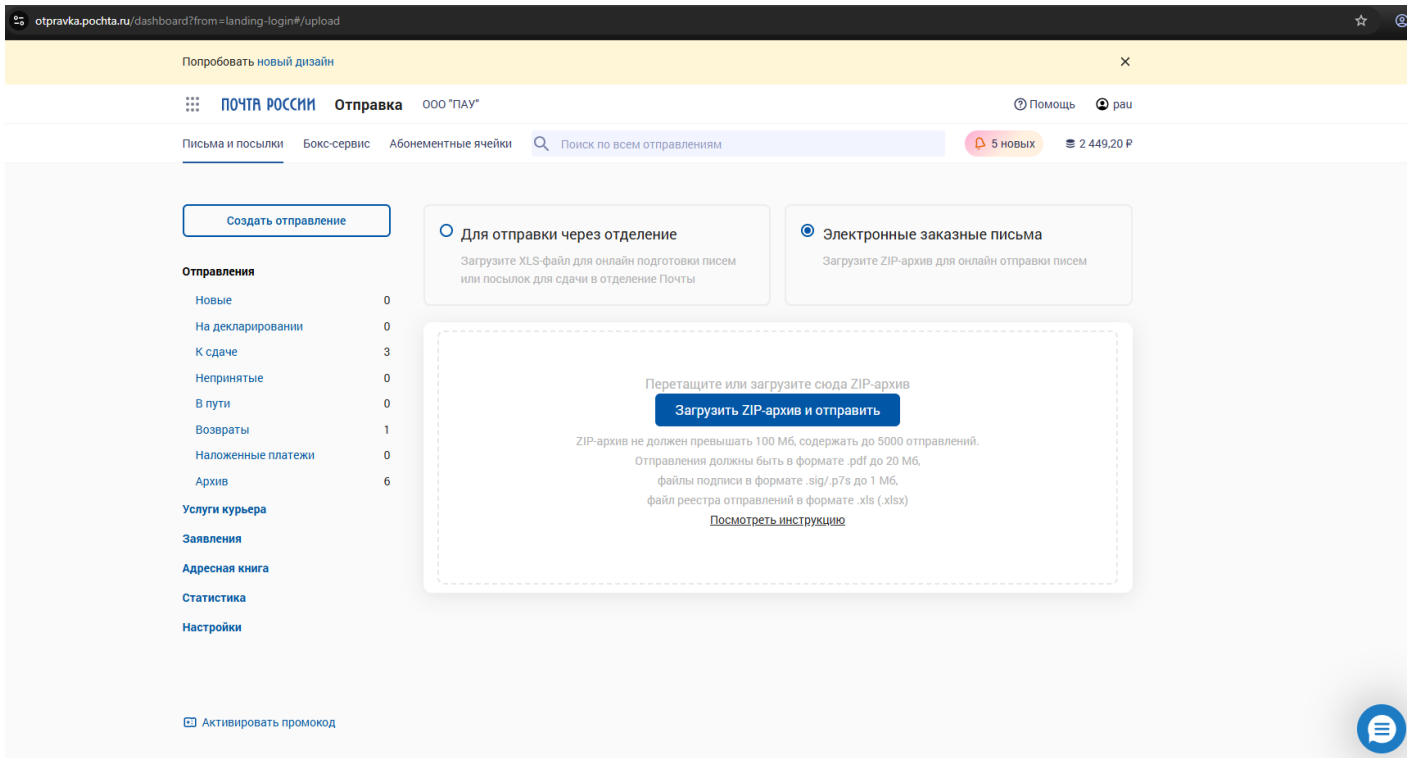 otpravka.pochta.ru/dashboard?from=landing-login#/upload
Попробовать новый дизайн
ПОЧТА РОССИИ Отправка ООО "ПАУ" Помощь pau
Письма и посылки Бокс-сервис Абонементные ячейки Поиск по всем отправлениям 5 новых 2 449,20 ₽
Создать отправление
Для отправки через отделение
Загрузите XLS-файл для онлайн подготовки писем
или посылок для сдачи в отделение Почты
Электронные заказные письма
Загрузите ZIP-архив для онлайн отправки писем
Отправления
Новые 0
На декларировании 0
К сдаче 3
Непринятые 0
В пути 0
Возвраты 1
Наложенные платежи 0
Архив 6
Услуги курьера
Заявления
Адресная книга
Статистика
Настройки
Перетащите или загрузите сюда ZIP-архив
Загрузить ZIP-архив и отправить
ZIP-архив не должен превышать 100 Мб, содержать до 5000 отправлений.
Отправления должны быть в формате .pdf до 20 Мб,
файлы подписи в формате .sig/.p7s до 1 Мб,
файл реестра отправлений в формате .xls (.xlsx)
Посмотреть инструкцию
Активировать промокод